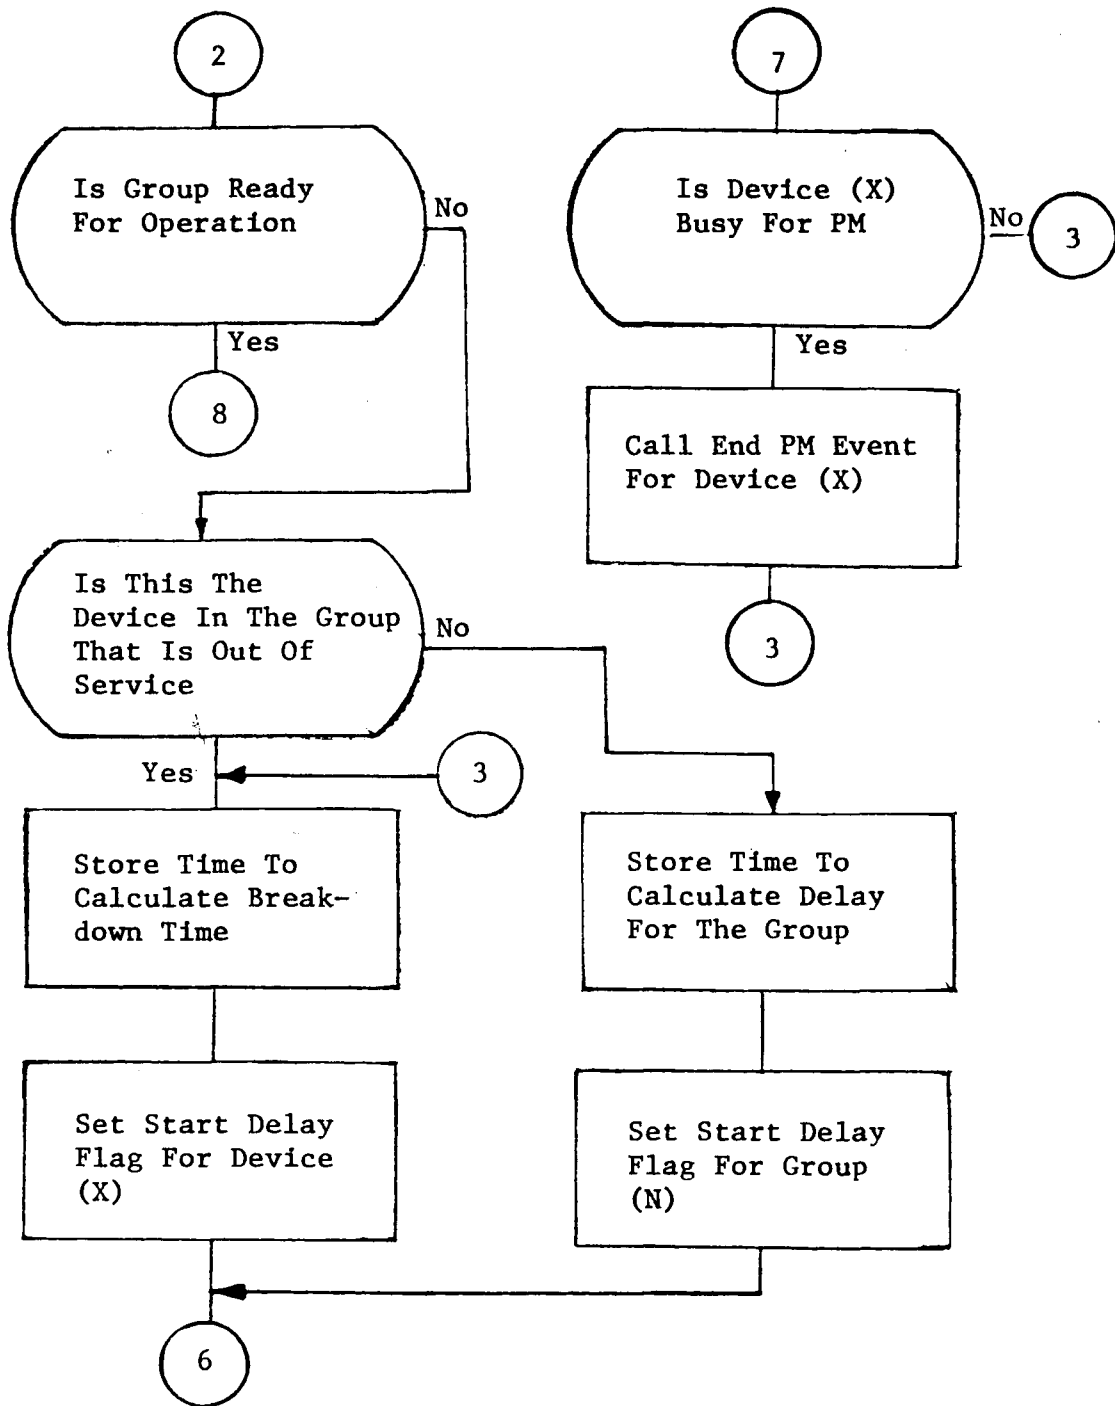 2
Is Group Ready
For Operation
No
Yes
8
Is This The
Device In The Group
That Is Out Of
Service
No
Yes
3
Store Time To
Calculate Break-
down Time
Set Start Delay
Flag For Device
(X)
6
7
Is Device (X)
Busy For PM
No
3
Yes
Call End PM Event
For Device (X)
3
Store Time To
Calculate Delay
For The Group
Set Start Delay
Flag For Group
(N)